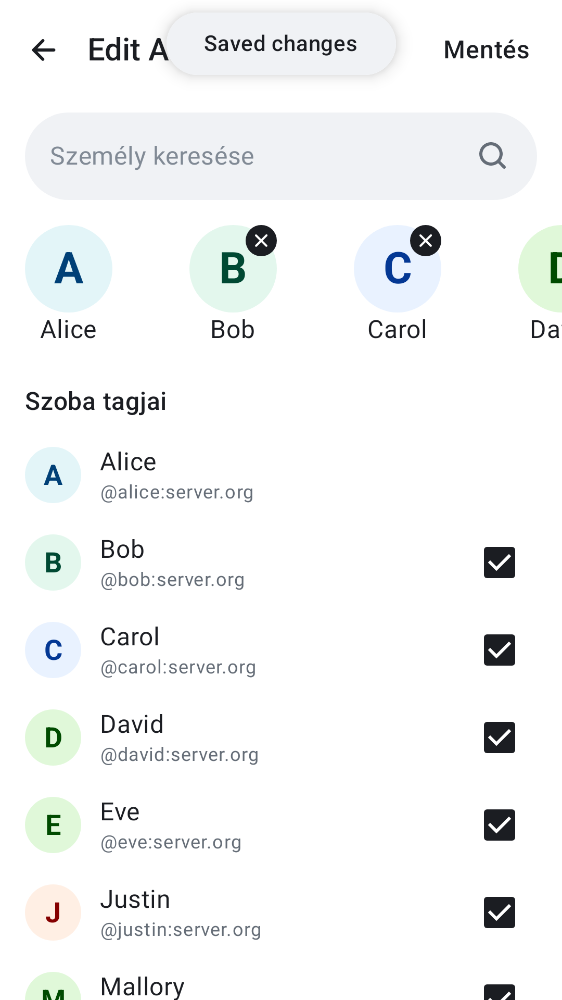 Edit A
Saved changes
Mentés
Személy keresése
A
B
C
D
Alice
Bob
Carol
Da
Szoba tagjai
A
Alice
@alice:server.org
B
Bob
@bob:server.org
C
Carol
@carol:server.org
D
David
@david:server.org
E
Eve
@eve:server.org
J
Justin
@justin:server.org
M
Mallory